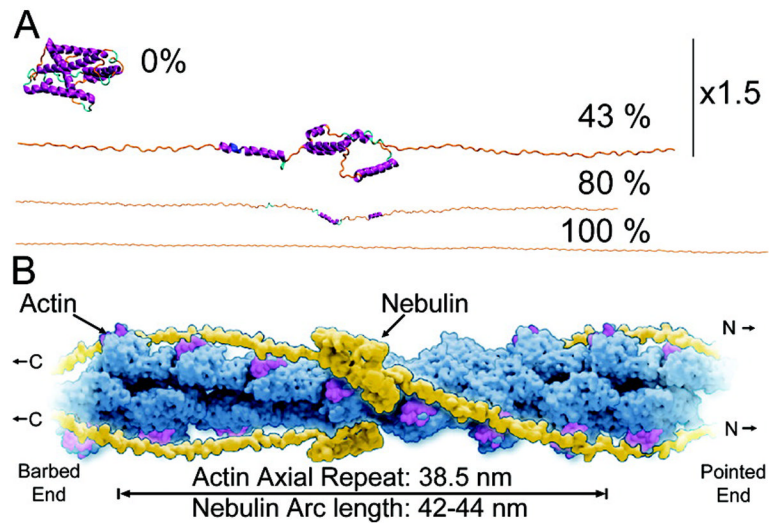 A
0%
x1.5
43 %
80 %
100 %
B
Actin
Nebulin
N→
←C
←C
N→
Barbed
End
Actin Axial Repeat: 38.5 nm
Nebulin Arc length: 42-44 nm
Pointed
End